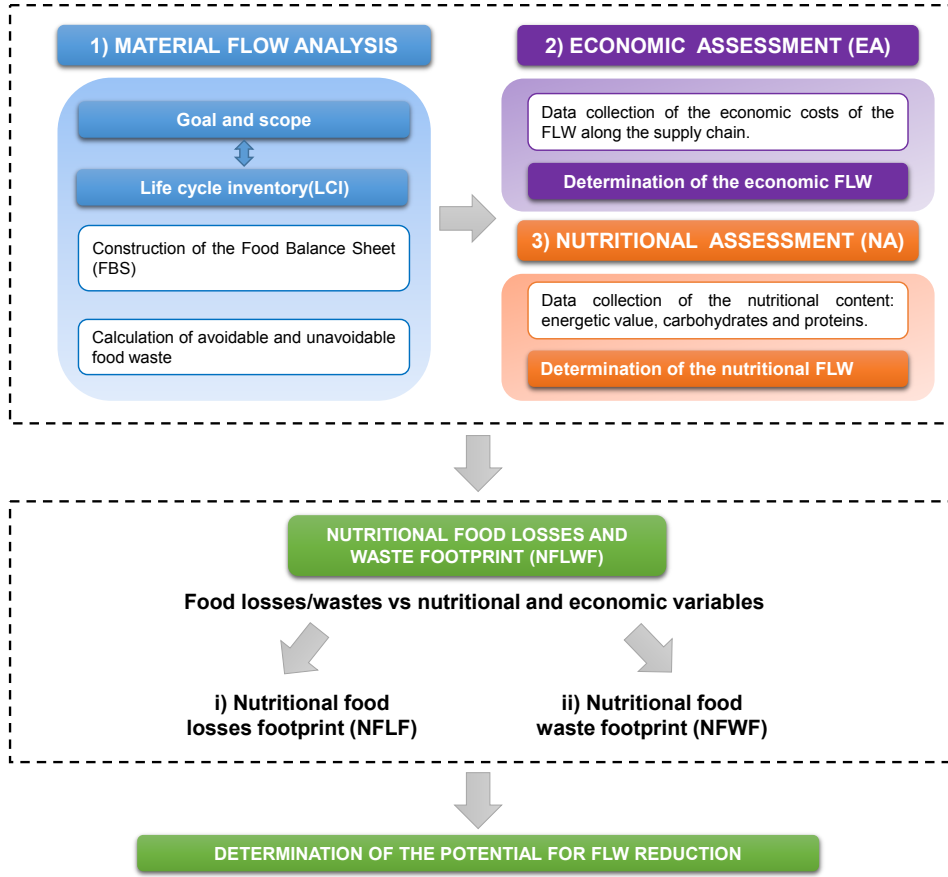 1) MATERIAL FLOW ANALYSIS
Goal and scope
Life cycle inventory(LCI)
Construction of the Food Balance Sheet
(FBS)
Calculation of avoidable and unavoidable
food waste
2) ECONOMIC ASSESSMENT (EA)
Data collection of the economic costs of the
FLW along the supply chain.
Determination of the economic FLW
3) NUTRITIONAL ASSESSMENT (NA)
Data collection of the nutritional content:
energetic value, carbohydrates and proteins.
Determination of the nutritional FLW
NUTRITIONAL FOOD LOSSES AND
WASTE FOOTPRINT (NFLWF)
Food losses/wastes vs nutritional and economic variables
i) Nutritional food
losses footprint (NFLF)
ii) Nutritional food
waste footprint (NFWF)
DETERMINATION OF THE POTENTIAL FOR FLW REDUCTION